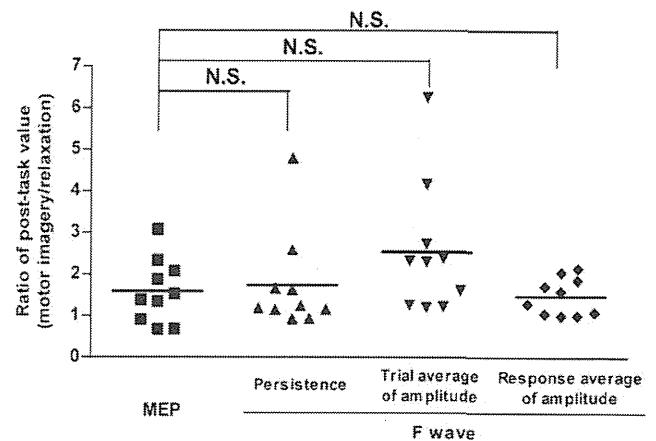 N.S.
N.S.
N.S.
7
6
5
4
3
2
1
0
Ratio of post-task value
(motor imagery/relaxation)
MEP
Persistence
Trial average
of amplitude
Response average
of amplitude
F wave